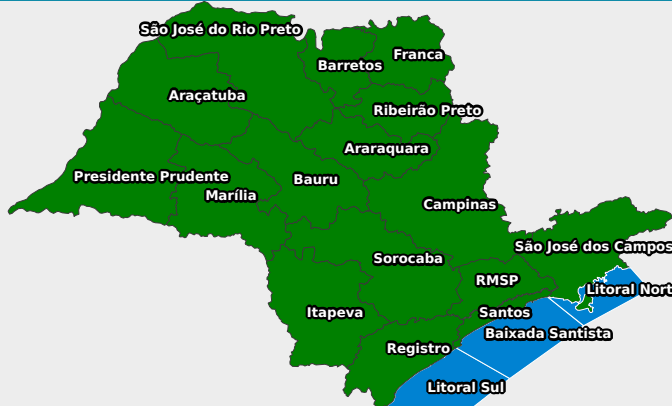 São José do Rio Preto
Franca
Barretos
Araçatuba
Ribeirão Preto
Araraquara
Presidente Prudente
Bauru
Marília
Campinas
São José dos Campos
Sorocaba
RMSP
Litoral Nort
Itapeva
Santos
Baixada Santista
Registro
Litoral Sul